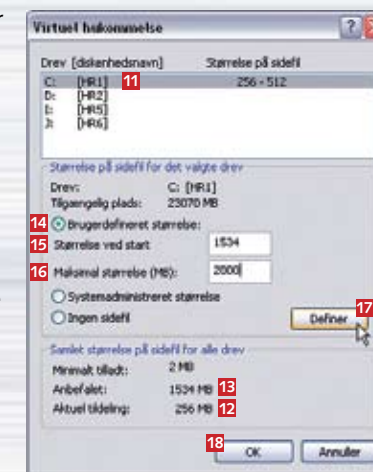 Virtuel hukommelse
Drev [diskenhedsnavn] Størrelse på sidefil
C: [HR1] 11 256 - 512
D: [HR2]
E: [HR5]
J: [HR6]
Størrelse på sidefil for det valgte drev
Drev: C: [HR1]
Tilgængelig plads: 23070 MB
14 Brugerdefineret størrelse:
15 Størrelse ved start 1534
16 Maksimal størrelse (MB): 2000
Systemadministreret størrelse
Ingen sidefil
Definer 17
Samlet størrelse på sidefil for alle drev
Minimalt tilladt: 2 MB
Anbefalet: 1534 MB 13
Aktuel tildeling: 256 MB 12
18 OK Annuller